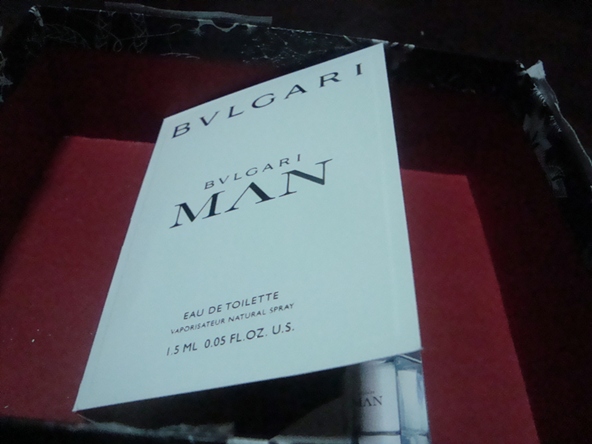 BVLGARI
BVLGARI
MAN
EAU DE TOILETTE
VAPORISATEUR NATURAL SPRAY
1.5 ML 0.05 FL.OZ. U.S.
MAN